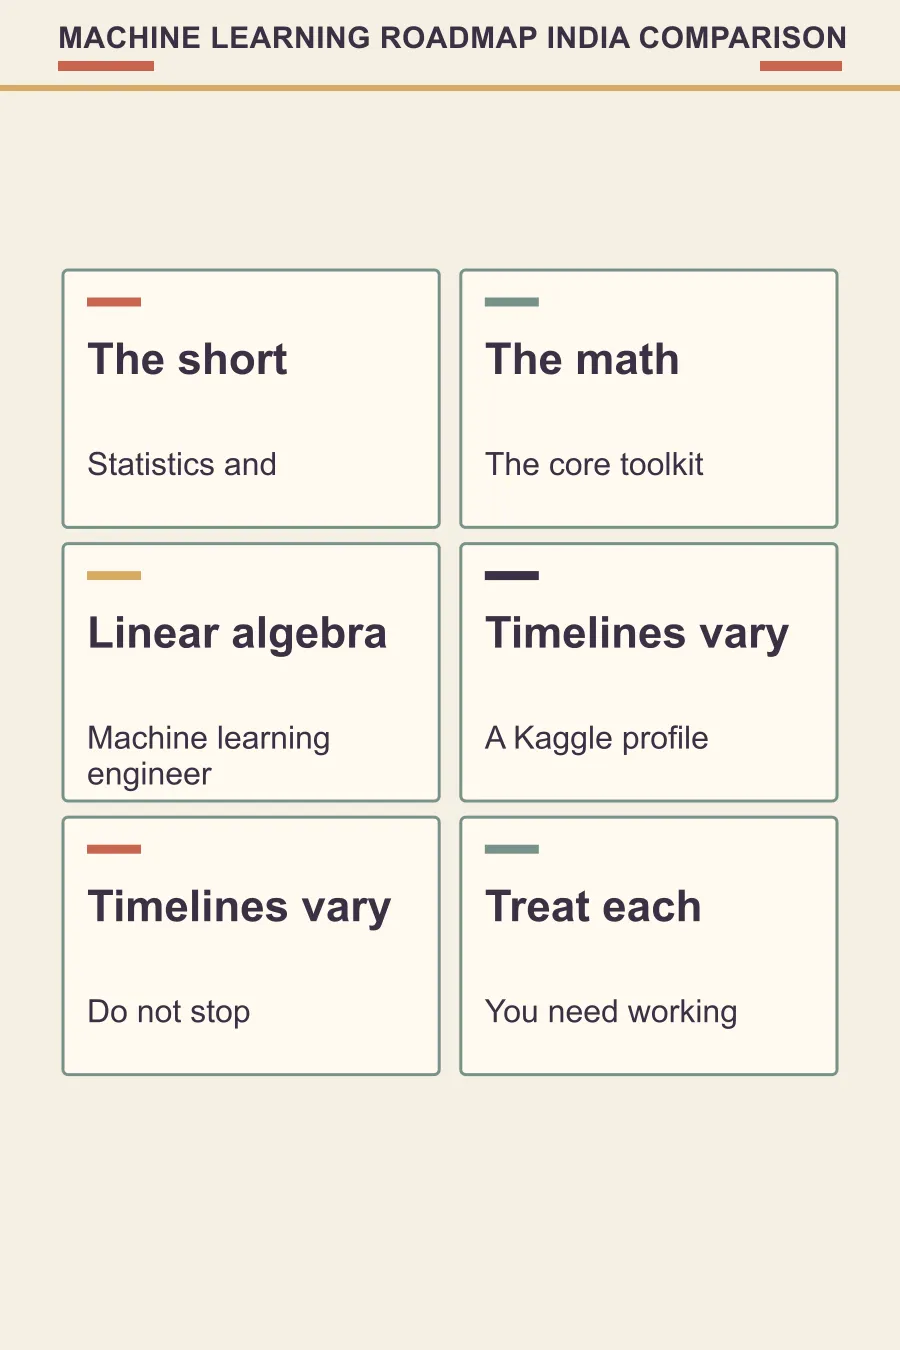 MACHINE LEARNING ROADMAP INDIA COMPARISON
The short
Statistics and
The math
The core toolkit
Linear algebra
Machine learning
engineer
Timelines vary
A Kaggle profile
Timelines vary
Do not stop
Treat each
You need working